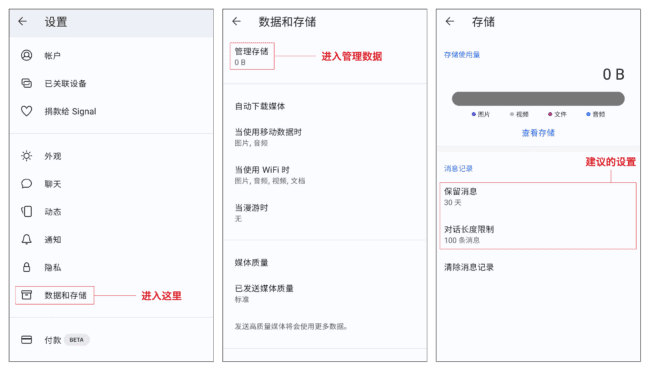 设置
帐户
已关联设备
捐款给 Signal
外观
聊天
动态
通知
隐私
数据和存储
进入这里
付款 BETA
数据和存储
管理存储
0 B
进入管理数据
自动下载媒体
当使用移动数据时
图片, 音频
当使用 WiFi 时
图片, 音频, 视频, 文档
当漫游时
无
媒体质量
已发送媒体质量
标准
发送高质量媒体将会使用更多数据。
存储
存储使用量
0 B
图片 视频 文件 音频
查看存储
建议的设置
消息记录
保留消息
30 天
对话长度限制
100 条消息
清除消息记录